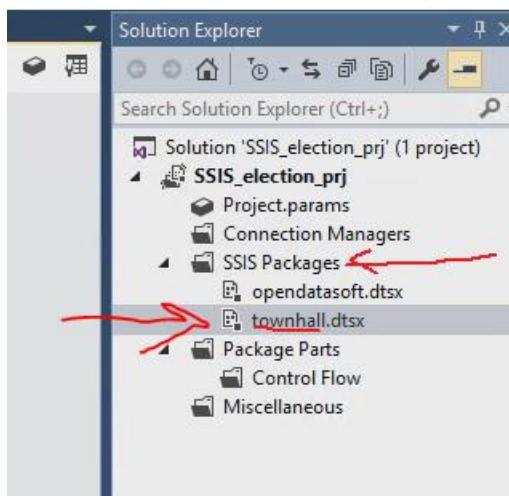 Solution Explorer
Search Solution Explorer (Ctrl+;)
Solution 'SSIS_election_prj' (1 project)
SSIS_election_prj
Project.params
Connection Managers
SSIS Packages
opendatasoft.dtsx
townhall.dtsx
Package Parts
Control Flow
Miscellaneous